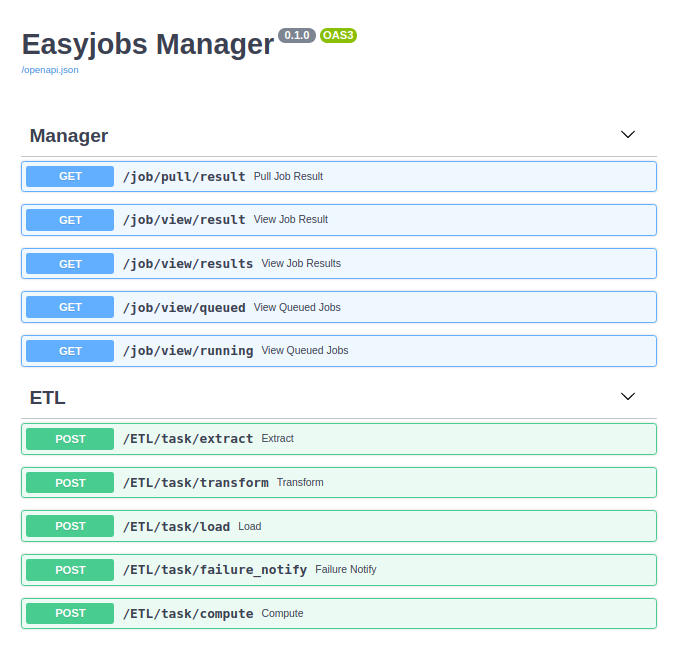 Easyjobs Manager 0.1.0 OAS3
/openapi.json
Manager
GET /job/pull/result Pull Job Result
GET /job/view/result View Job Result
GET /job/view/results View Job Results
GET /job/view/queued View Queued Jobs
GET /job/view/running View Queued Jobs
ETL
POST /ETL/task/extract Extract
POST /ETL/task/transform Transform
POST /ETL/task/load Load
POST /ETL/task/failure_notify Failure Notify
POST /ETL/task/compute Compute